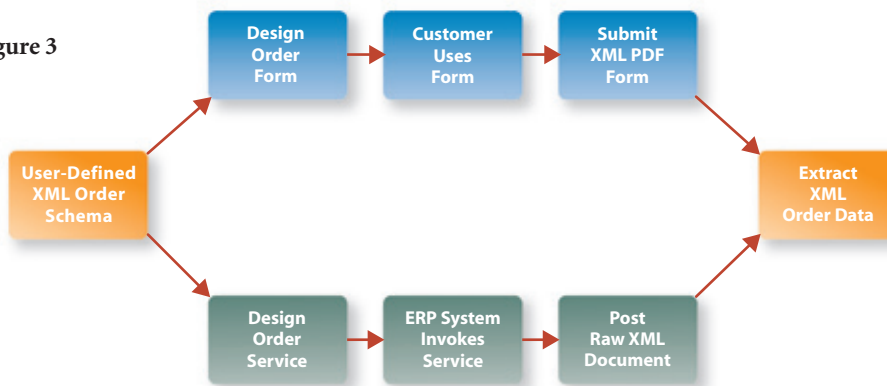 gure 3
Design
Order
Form
Customer
Uses
Form
Submit
XML PDF
Form
User-Defined
XML Order
Schema
Extract
XML
Order Data
Design
Order
Service
ERP System
Invokes
Service
Post
Raw XML
Document